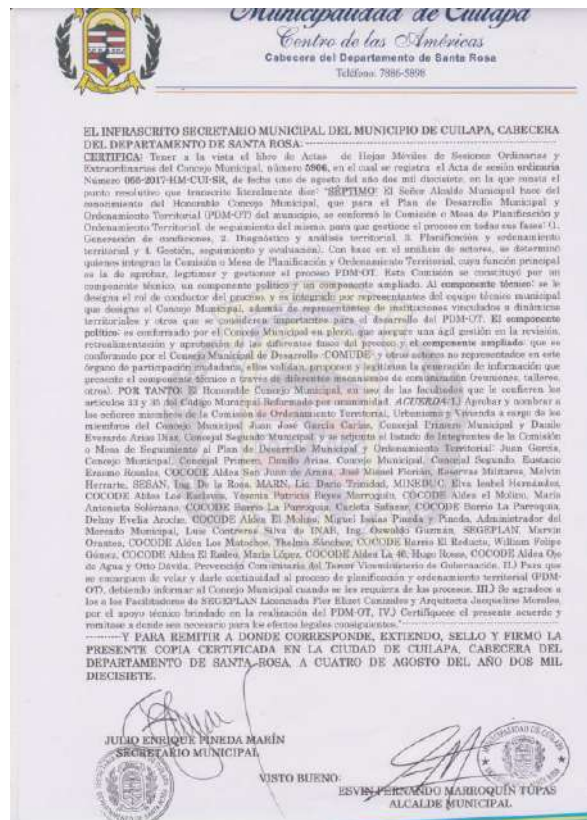 Municipalidad de Cuilapa
Centro de las Américas
Cabecera del Departamento de Santa Rosa
Teléfono: 7886-5898
EL INFRASCRITO SECRETARIO MUNICIPAL DEL MUNICIPIO DE CUILAPA, CABECERA
DEL DEPARTAMENTO DE SANTA ROSA:
CERTIFICA: Tener a la vista el libro de Actas de Hojas Móviles de Sesiones Ordinarias y
Extraordinarias del Concejo Municipal, número 5906, en el cual se registra el Acta de sesión ordinaria
Número 066-2017-HM-CUI-SR, de fecha uno de agosto del año dos mil diecisiete, en la que consta el
punto resolutivo que transcrito literalmente dice: "SÉPTIMO: El Señor Alcalde Municipal hace del
conocimiento del Honorable Concejo Municipal, que para el Plan de Desarrollo Municipal y
Ordenamiento Territorial (PDM-OT) del municipio, se conformó la Comisión o Mesa de Planificación y
Ordenamiento Territorial, de seguimiento del mismo, para que gestione el proceso en todas sus fases: (1.
Generación de condiciones, 2. Diagnóstico y análisis territorial, 3. Planificación y ordenamiento
territorial y 4. Gestión, seguimiento y evaluación). Con base en el análisis de actores, se determinó
quienes integran la Comisión o Mesa de Planificación y Ordenamiento Territorial, cuya función principal
es la de aprobar, legitimar y gestionar el proceso PDM-OT. Esta Comisión se constituyó por un
componente técnico, un componente político y un componente ampliado. Al componente técnico: se le
designa el rol de conductor del proceso, y es integrado por representantes del equipo técnico municipal
que designe el Concejo Municipal, además de representantes de instituciones vinculadas a dinámicas
territoriales y otros que se consideren importantes para el desarrollo del PDM-OT. El componente
político: es conformado por el Concejo Municipal en pleno, que asegure una ágil gestión en la revisión,
retroalimentación y aprobación de las diferentes fases del proceso y el componente ampliado: que es
conformado por el Consejo Municipal de Desarrollo -COMUDE- y otros actores no representados en este
órgano de participación ciudadana, ellos validan, proponen y legitiman la generación de información que
presente el componente técnico a través de diferentes mecanismos de comunicación (reuniones, talleres,
otros). POR TANTO: El Honorable Concejo Municipal, en uso de las facultades que le confieren los
artículos 33 y 35 del Código Municipal Reformado por unanimidad. ACUERDA: I.) Aprobar y nombrar a
los señores miembros de la Comisión de Ordenamiento Territorial, Urbanismo y Vivienda a cargo de los
miembros del Concejo Municipal Juan José García Carías, Concejal Primero Municipal y Danilo
Everardo Arias Díaz, Concejal Segundo Municipal, y se adjunta el listado de Integrantes de la Comisión
o Mesa de Seguimiento al Plan de Desarrollo Municipal y Ordenamiento Territorial: Juan García,
Concejo Municipal, Concejal Primero, Danilo Arias, Concejo Municipal, Concejal Segundo, Eustacio
Erasmo Rosales, COCODE Aldea San Juan de Arana, José Manuel Florián, Reservas Militares, Melvin
Herrarte, SESAN, Ing. De la Rosa, MARN, Lic. Darío Trinidad, MINEDUC, Elva Isabel Hernández,
COCODE Aldea Los Esclavos, Yesenia Patricia Reyes Marroquín, COCODE Aldea el Molino, María
Antonieta Solórzano, COCODE Barrio La Parroquia, Carlota Salazar, COCODE Barrio La Parroquia,
Delmy Evelia Aroche, COCODE Aldea El Molino, Miguel Isaías Pineda y Pineda, Administrador del
Mercado Municipal, Luis Contreras Silva de INAB, Ing. Oswaldo Guzmán, SEGEPLAN, Marvin
Orantes, COCODE Aldea Los Matochos, Thelma Sánchez, COCODE Barrio El Reducto, William Felipe
Gómez, COCODE Aldea El Rodeo, María López, COCODE Aldea La 40, Hugo Rosas, COCODE Aldea Ojo
de Agua y Otto Dávila, Prevención Comunitaria del Tercer Viceministerio de Gobernación. II.) Para que
se encarguen de velar y darle continuidad al proceso de planificación y ordenamiento territorial (PDM-
OT), debiendo informar al Concejo Municipal cuando se les requiera de los procesos. III.) Se agradece a
los a los Facilitadores de SEGEPLAN Licenciada Flor Elizet Canizales y Arquitecta Jacqueline Morales,
por el apoyo técnico brindado en la realización del PDM-OT, IV.) Certifíquese el presente acuerdo y
remítase a donde sea necesario para los efectos legales consiguientes."
Y PARA REMITIR A DONDE CORRESPONDE, EXTIENDO, SELLO Y FIRMO LA
PRESENTE COPIA CERTIFICADA EN LA CIUDAD DE CUILAPA, CABECERA DEL
DEPARTAMENTO DE SANTA ROSA, A CUATRO DE AGOSTO DEL AÑO DOS MIL
DIECISIETE.
JULIO ENRIQUE PINEDA MARÍN
SECRETARIO MUNICIPAL
VISTO BUENO:
ESVIN FERNANDO MARROQUÍN TUPAS
ALCALDE MUNICIPAL